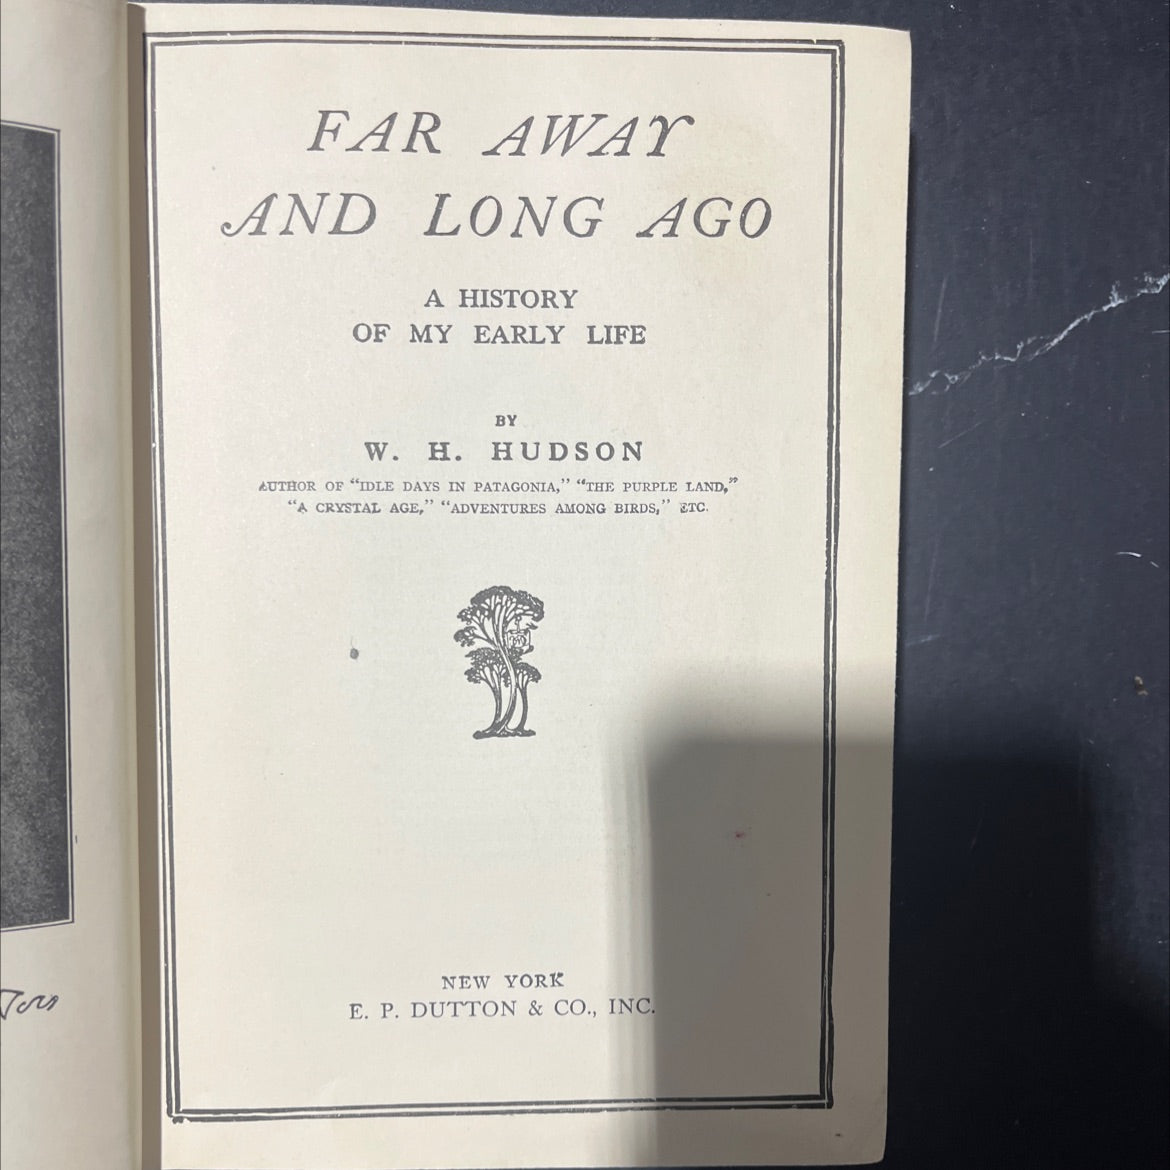 FAR AWAY
AND LONG AGO
A HISTORY
OF MY EARLY LIFE
BY
W. H. HUDSON
AUTHOR OF "IDLE DAYS IN PATAGONIA," "THE PURPLE LAND,"
"A CRYSTAL AGE," "ADVENTURES AMONG BIRDS," ETC.
NEW YORK
E. P. DUTTON & CO., INC.